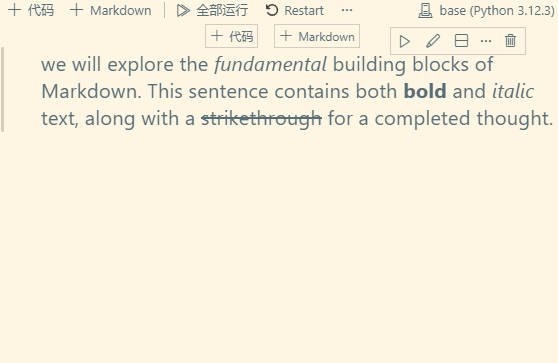 代码 Markdown 全部运行 Restart ... base (Python 3.12.3)
代码 Markdown ...
we will explore the fundamental building blocks of
Markdown. This sentence contains both bold and italic
text, along with a strikethrough for a completed thought.